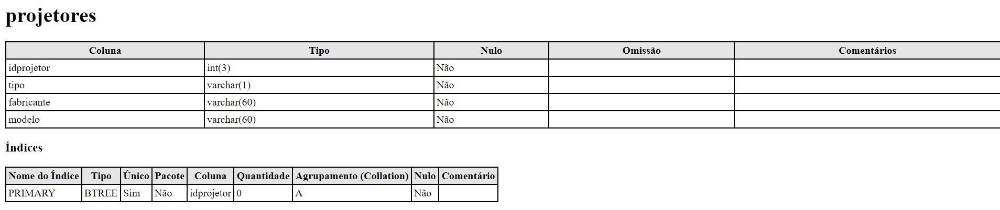 projetores
Coluna Tipo Nulo Omissão Comentários
idprojetor int(3) Não
tipo varchar(1) Não
fabricante varchar(60) Não
modelo varchar(60) Não
Índices
Nome do Índice Tipo Único Pacote Coluna Quantidade Agrupamento (Collation) Nulo Comentário
PRIMARY BTREE Sim Não idprojetor 0 A Não